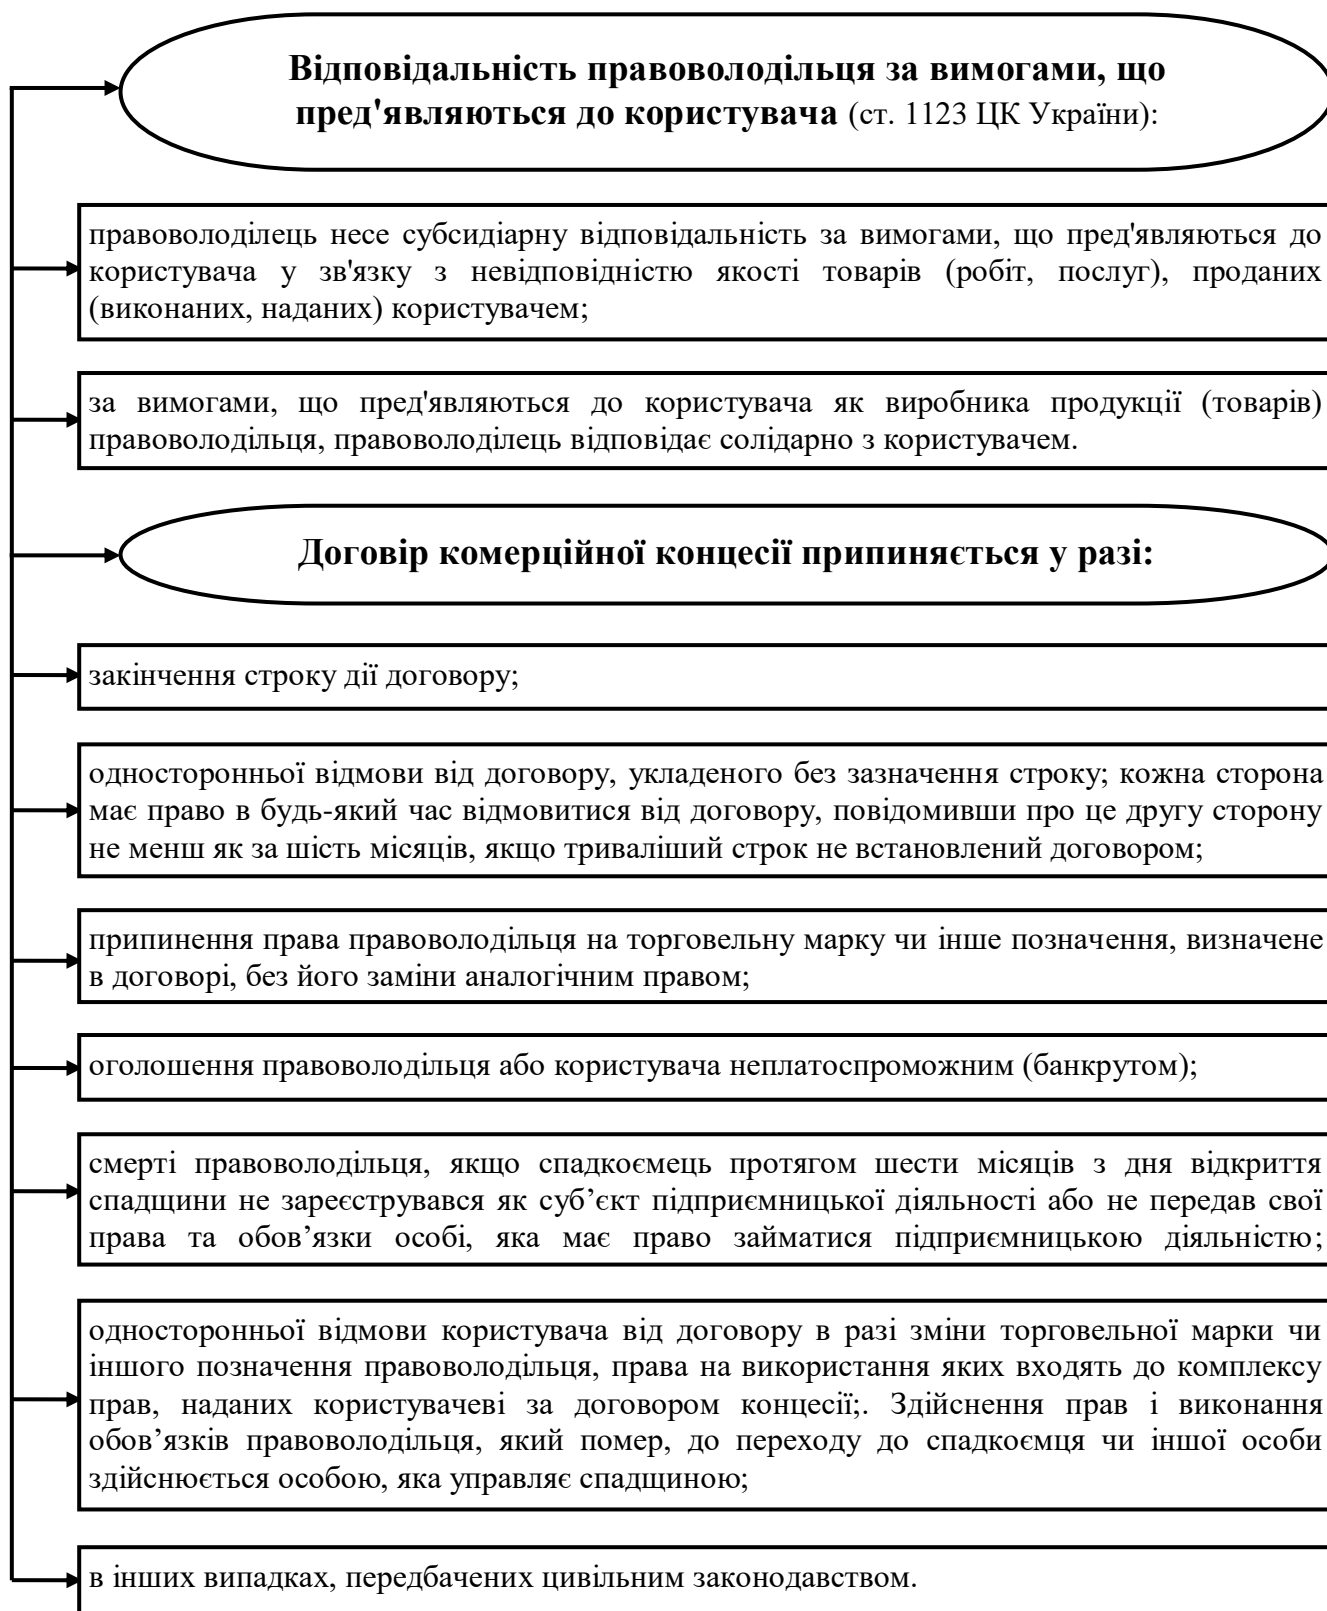 Відповідальність правоволодільця за вимогами, що
пред'являються до користувача (ст. 1123 ЦК України):
правоволоділець несе субсидіарну відповідальність за вимогами, що пред'являються до
користувача у зв'язку з невідповідністю якості товарів (робіт, послуг), проданих
(виконаних, наданих) користувачем;
за вимогами, що пред'являються до користувача як виробника продукції (товарів)
правоволодільця, правоволоділець відповідає солідарно з користувачем.
Договір комерційної концесії припиняється у разі:
закінчення строку дії договору;
односторонньої відмови від договору, укладеного без зазначення строку; кожна сторона
має право в будь-який час відмовитися від договору, повідомивши про це другу сторону
не менш як за шість місяців, якщо триваліший строк не встановлений договором;
припинення права правоволодільця на торговельну марку чи інше позначення, визначене
в договорі, без його заміни аналогічним правом;
оголошення правоволодільця або користувача неплатоспроможним (банкрутом);
смерті правоволодільця, якщо спадкоємець протягом шести місяців з дня відкриття
спадщини не зареєструвався як суб’єкт підприємницької діяльності або не передав свої
права та обов’язки особі, яка має право займатися підприємницькою діяльністю;
односторонньої відмови користувача від договору в разі зміни торговельної марки чи
іншого позначення правоволодільця, права на використання яких входять до комплексу
прав, наданих користувачеві за договором концесії;. Здійснення прав і виконання
обов’язків правоволодільця, який помер, до переходу до спадкоємця чи іншої особи
здійснюється особою, яка управляє спадщиною;
в інших випадках, передбачених цивільним законодавством.